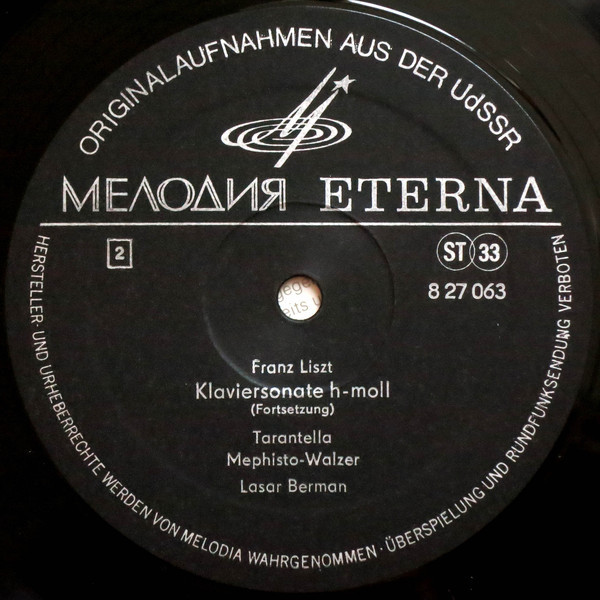 ORIGINALAUFNAHMEN AUS DER UdSSR
МЕЛОДИЯ ETERNA
2
ST 33
8 27 063
Franz Liszt
Klaviersonate h-moll
(Fortsetzung)
Tarantella
Mephisto-Walzer
Lasar Berman
HERSTELLER- UND URHEBERRECHTE WERDEN VON MELODIA WAHRGENOMMEN · ÜBERSPIELUNG UND RUNDFUNKSENDUNG VERBOTEN